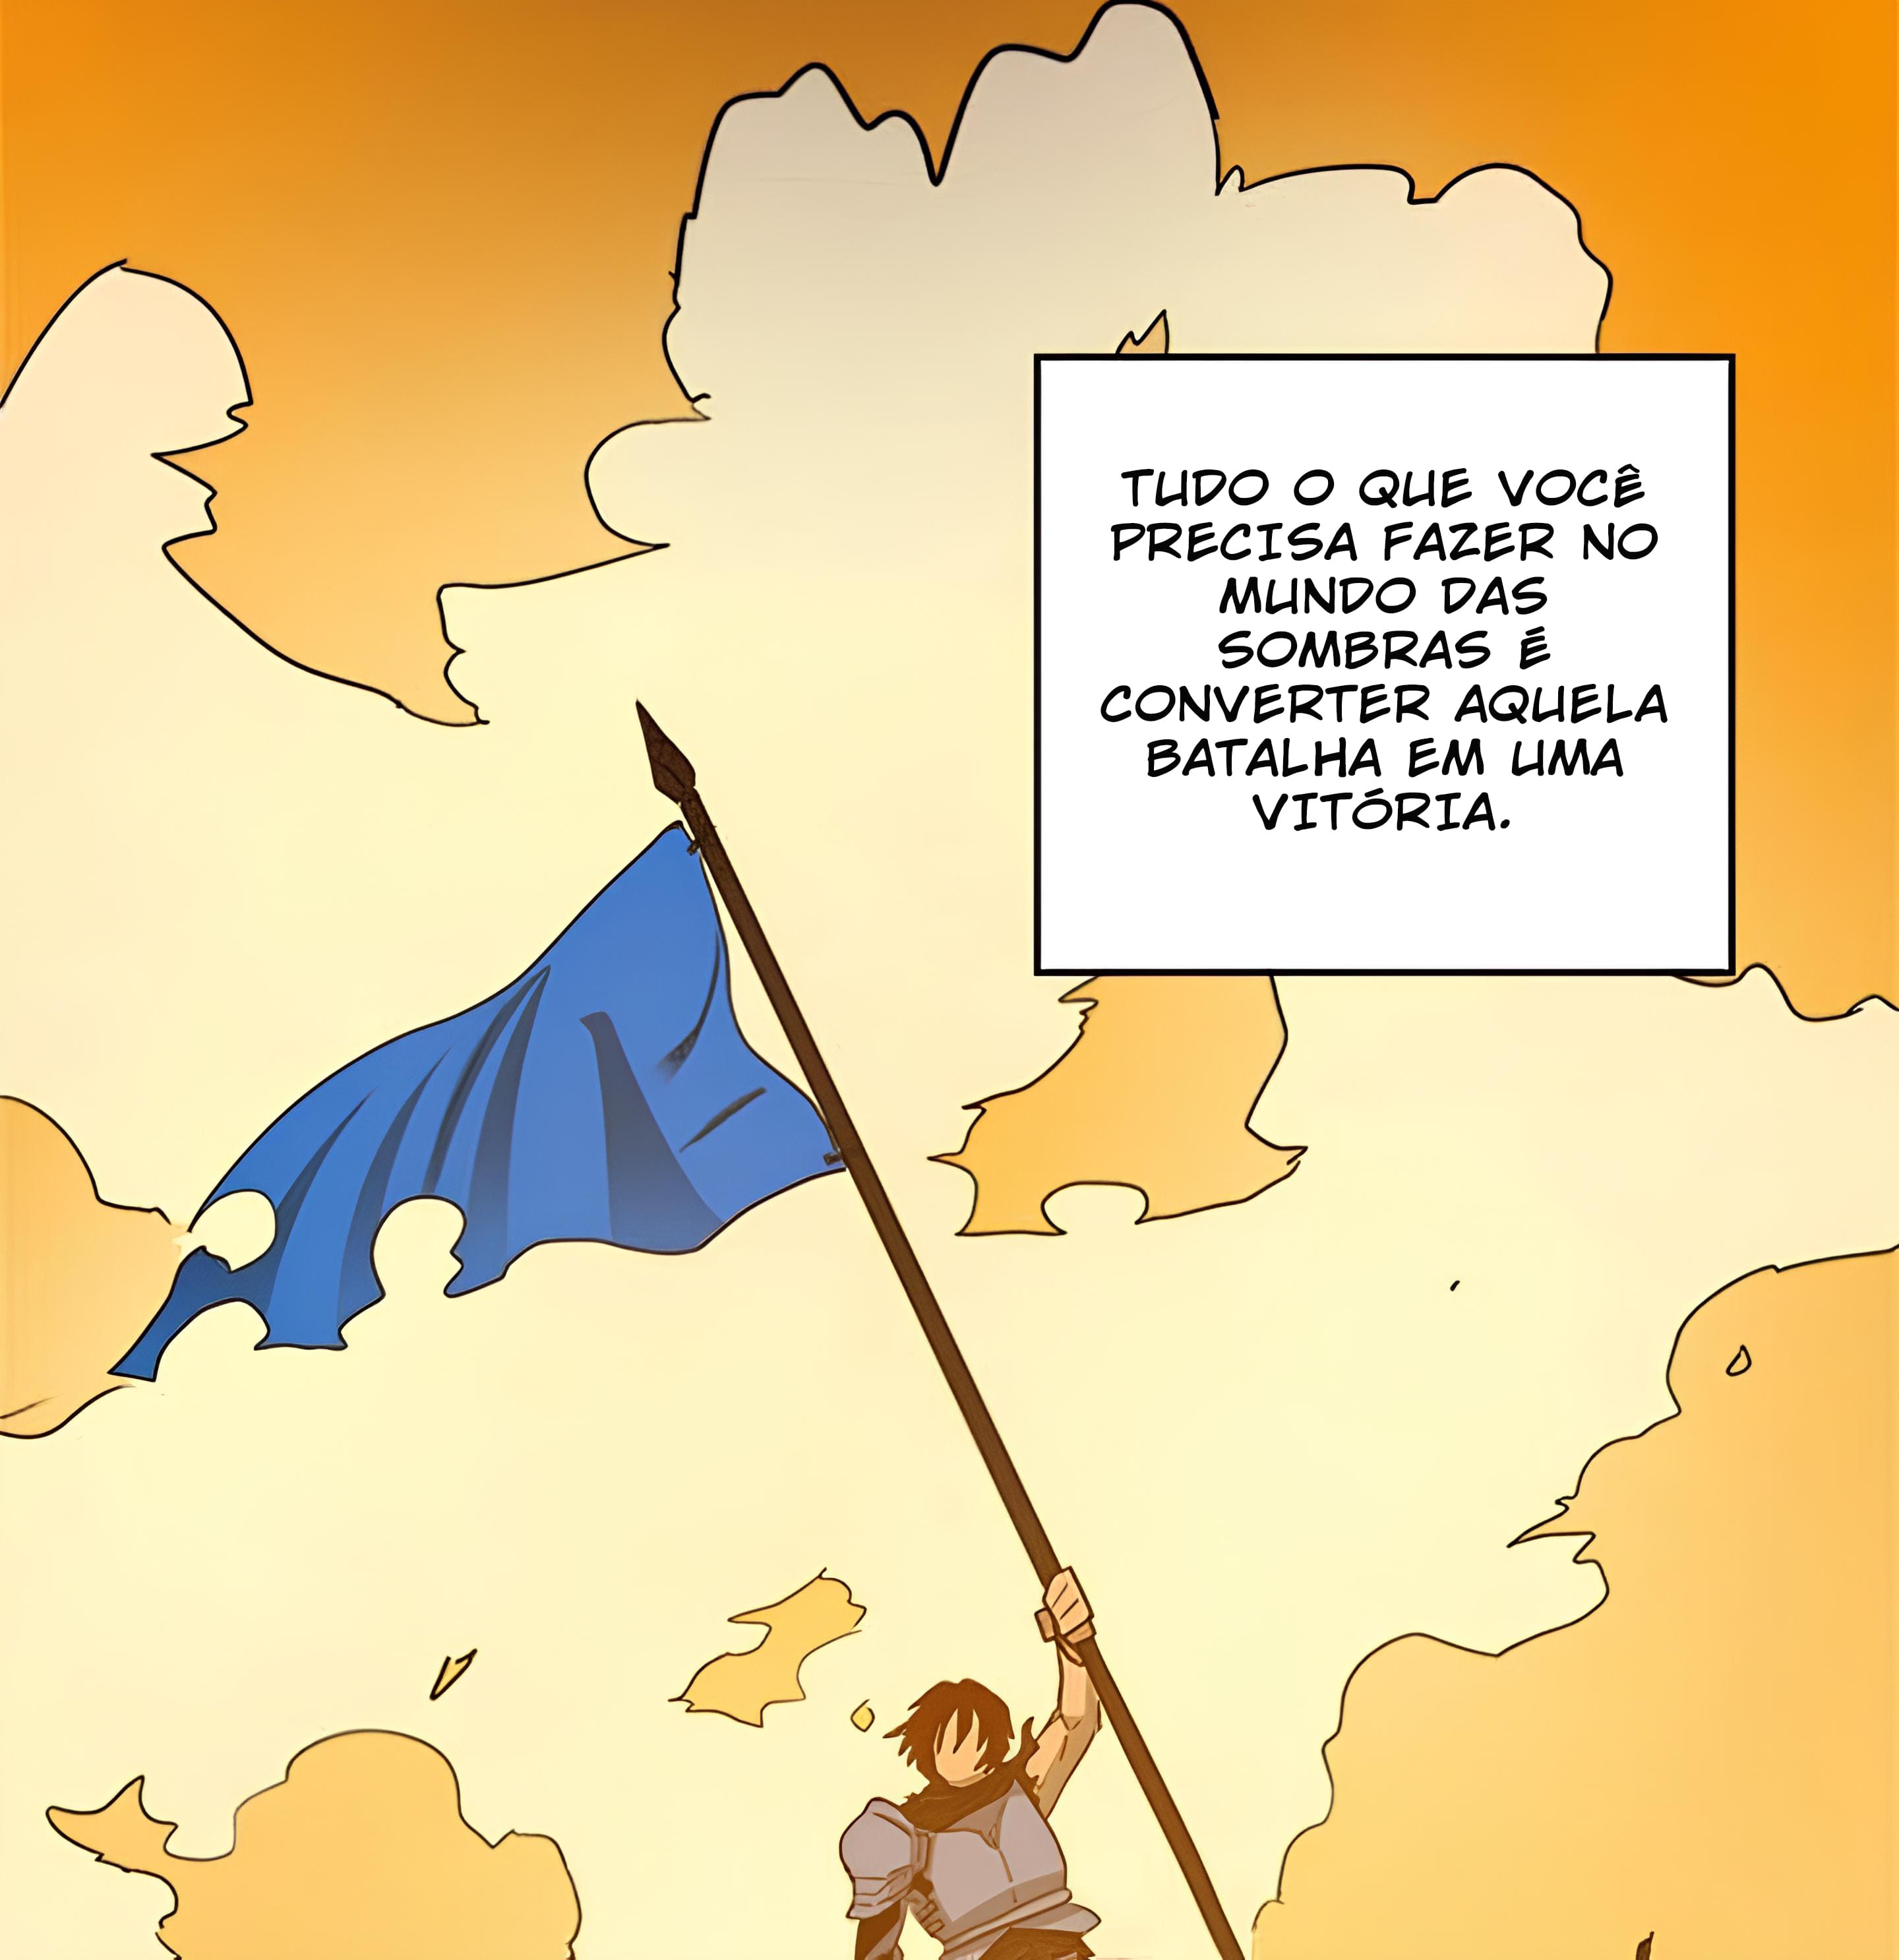 TUDO O QUE VOCÊ
PRECISA FAZER NO
MUNDO DAS
SOMBRAS É
CONVERTER AQUELA
BATALHA EM UMA
VITÓRIA.